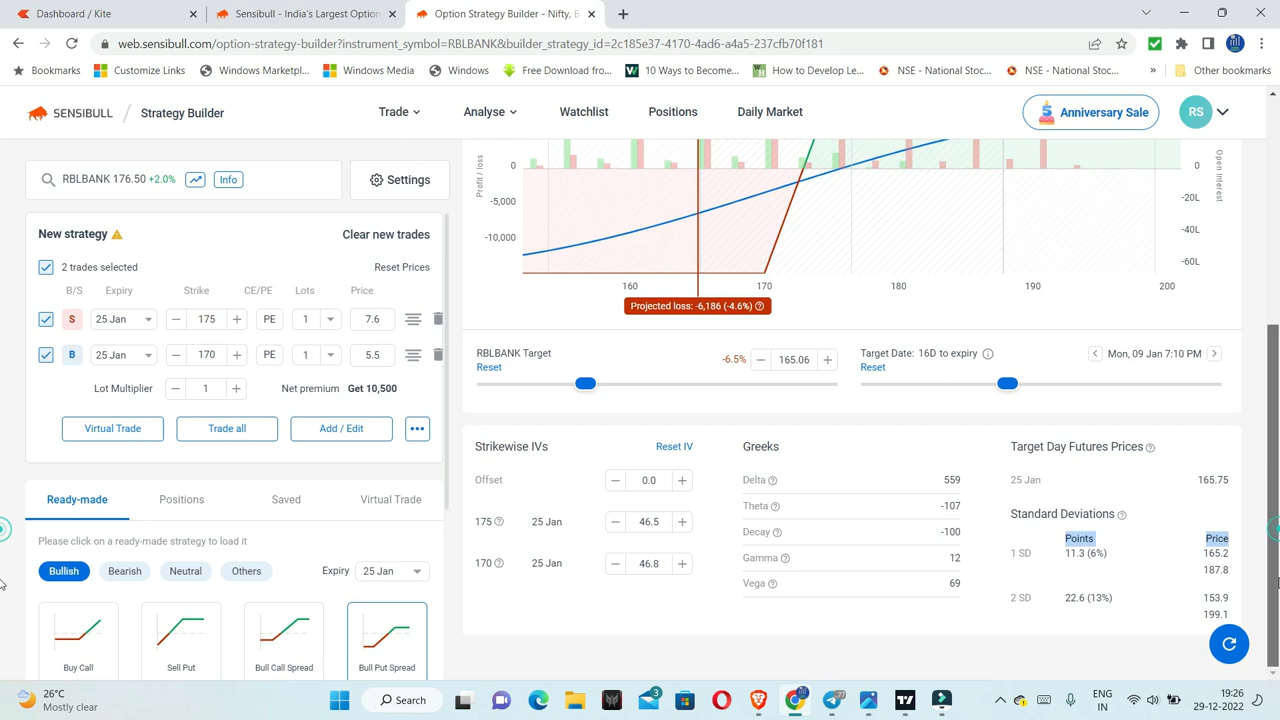 Dashboard / Kite
Sensibull - India's Largest Option
Option Strategy Builder - Nifty, B
web.sensibull.com/option-strategy-builder?instrument_symbol=RBLBANK&builder_strategy_id=2c185e37-4170-4ad6-a4a5-237cfb70f181
Bookmarks
Customize Links
Windows Marketpl...
Windows Media
Windows
Free Download fro...
10 Ways to Become...
How to Develop Le...
NSE - National Stoc...
NSE - National Stoc...
»
Other bookmarks
SENSIBULL / Strategy Builder
Trade
Analyse
Watchlist
Positions
Daily Market
5 Anniversary Sale
RS
RBLBANK 176.50 +2.0%
Info
Settings
New strategy
Clear new trades
2 trades selected
Reset Prices
B/S Expiry Strike CE/PE Lots Price
S 25 Jan − 175 + PE 1 7.6
B 25 Jan − 170 + PE 1 5.5
Lot Multiplier − 1 + Net premium Get 10,500
Virtual Trade
Trade all
Add / Edit
Ready-made
Positions
Saved
Virtual Trade
Please click on a ready-made strategy to load it
Bullish
Bearish
Neutral
Others
Expiry 25 Jan
Buy Call
Sell Put
Bull Call Spread
Bull Put Spread
Profit / loss
0
-5,000
-10,000
Open Interest
0
-20L
-40L
-60L
160 170 180 190 200
Projected loss: -6,186 (-4.6%)
RBLBANK Target
Reset
-6.5% − 165.06 +
Target Date: 16D to expiry
Reset
Mon, 09 Jan 7:10 PM
Strikewise IVs
Reset IV
Offset − 0.0 +
175 25 Jan − 46.5 +
170 25 Jan − 46.8 +
Greeks
Delta 559
Theta -107
Decay -100
Gamma 12
Vega 69
Target Day Futures Prices
25 Jan 165.75
Standard Deviations
Points Price
1 SD 11.3 (6%) 165.2
187.8
2 SD 22.6 (13%) 153.9
199.1
26°C
Mostly cloudy
Search
3
77
ENG
IN
19:26
29-12-2022